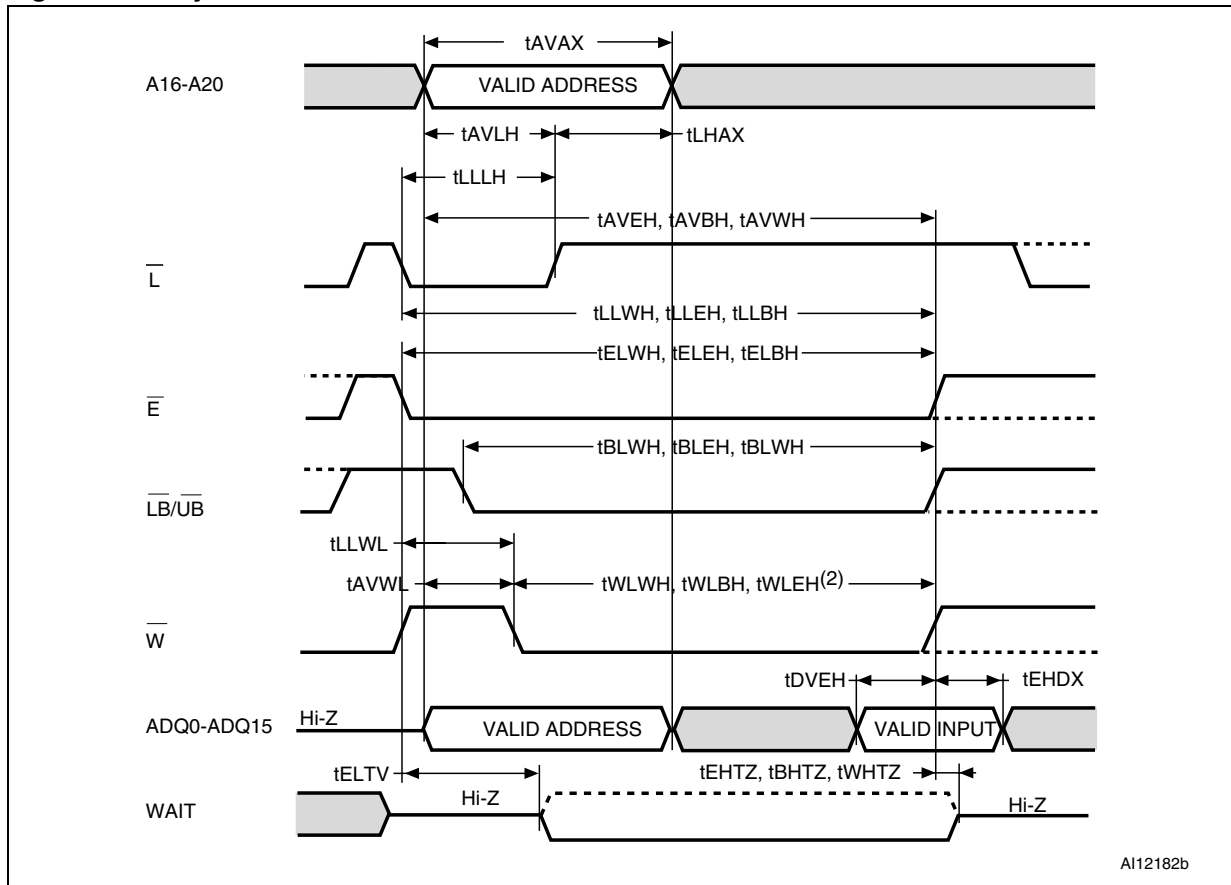 tAVAX
A16-A20
VALID ADDRESS
tAVLH
tLHAX
tLLLH
tAVEH, tAVBH, tAVWH
L
tLLWH, tLLEH, tLLBH
tELWH, tELEH, tELBH
E
tBLWH, tBLEH, tBLWH
LB/UB
tLLWL
tAVWL
tWLWH, tWLBH, tWLEH(2)
W
tDVEH
tEHDX
ADQ0-ADQ15
Hi-Z
VALID ADDRESS
VALID INPUT
tELTV
tEHTZ, tBHTZ, tWHTZ
WAIT
Hi-Z
Hi-Z
AI12182b